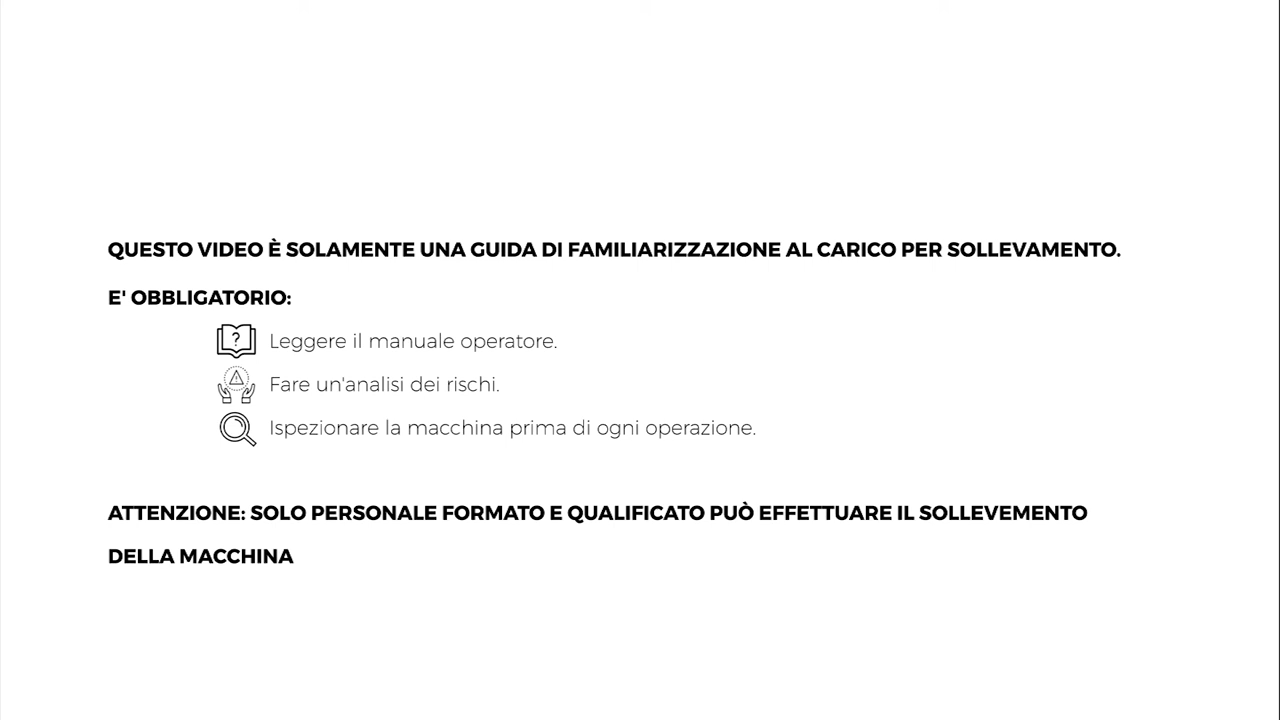 QUESTO VIDEO È SOLAMENTE UNA GUIDA DI FAMILIARIZZAZIONE AL CARICO PER SOLLEVAMENTO.
E' OBBLIGATORIO:
Leggere il manuale operatore.
Fare un'analisi dei rischi.
Ispezionare la macchina prima di ogni operazione.
ATTENZIONE: SOLO PERSONALE FORMATO E QUALIFICATO PUÒ EFFETTUARE IL SOLLEVEMENTO
DELLA MACCHINA